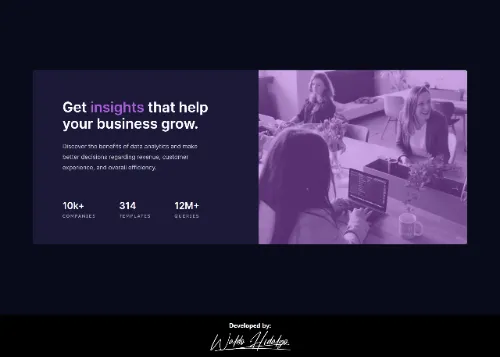 Get insights that help
your business grow.
Discover the benefits of data analytics and make
better decisions regarding revenue, customer
experience, and overall efficiency.
10k+ 314 12M+
COMPANIES TEMPLATES QUERIES
Developed by:
Waldo Hidalgo